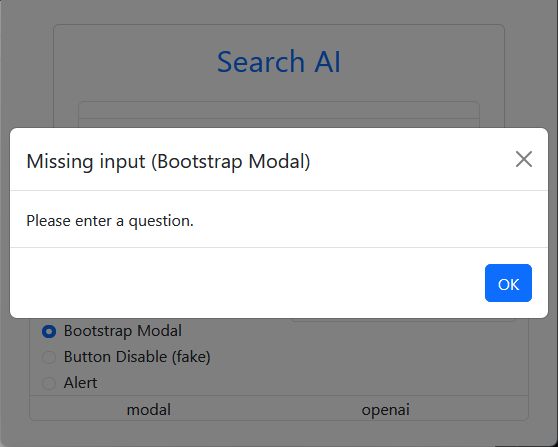 Search AI
Missing input (Bootstrap Modal)
Please enter a question.
OK
Bootstrap Modal
Button Disable (fake)
Alert
modal openai